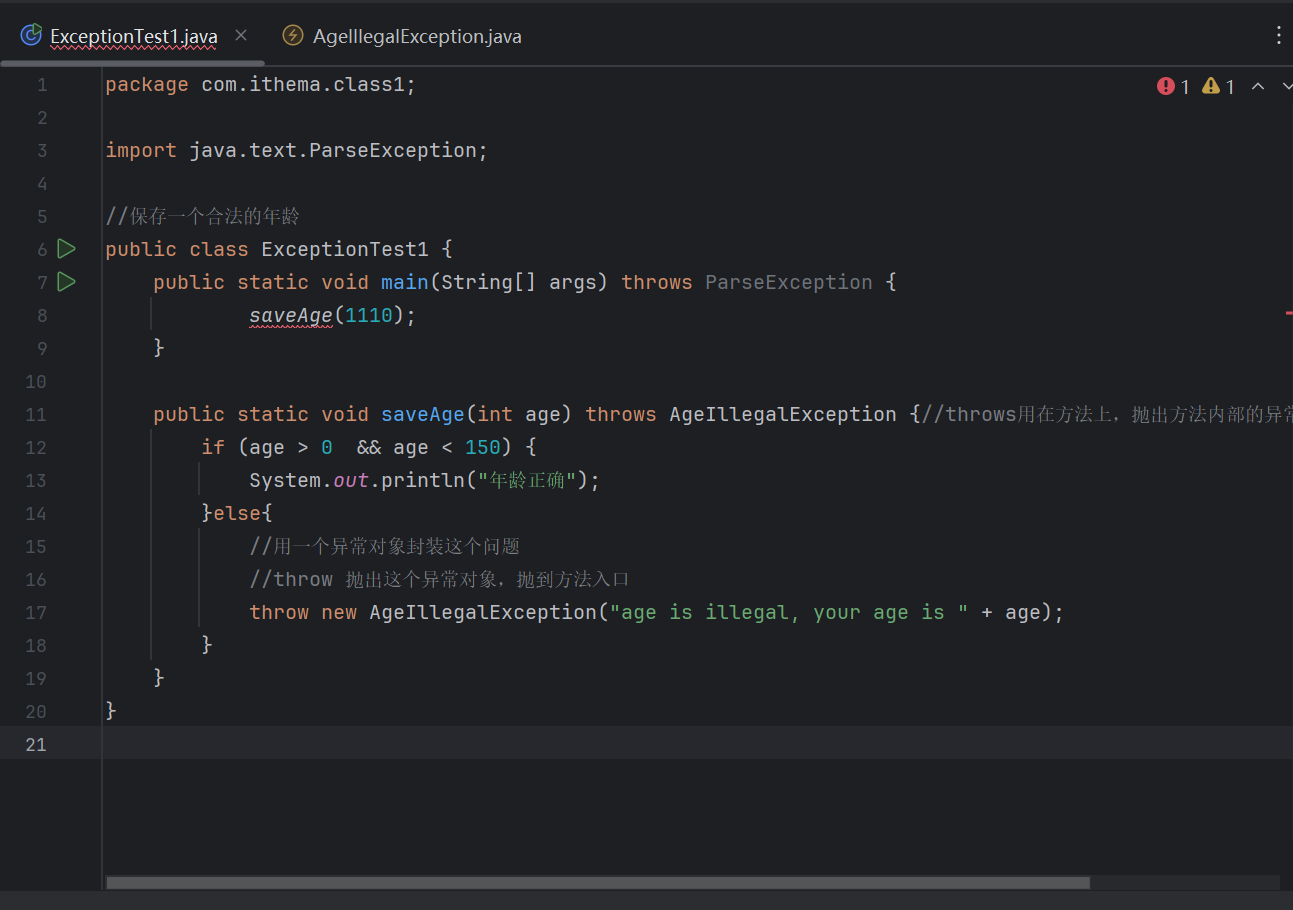 ExceptionTest1.java
AgeIllegalException.java
1 1
1 package com.ithema.class1;
2
3 import java.text.ParseException;
4
5 //保存一个合法的年龄
6 public class ExceptionTest1 {
7 public static void main(String[] args) throws ParseException {
8 saveAge(1110);
9 }
10
11 public static void saveAge(int age) throws AgeIllegalException {//throws用在方法上，抛出方法内部的异常
12 if (age > 0  && age < 150) {
13 System.out.println("年龄正确");
14 }else{
15 //用一个异常对象封装这个问题
16 //throw 抛出这个异常对象，抛到方法入口
17 throw new AgeIllegalException("age is illegal, your age is " + age);
18 }
19 }
20 }
21